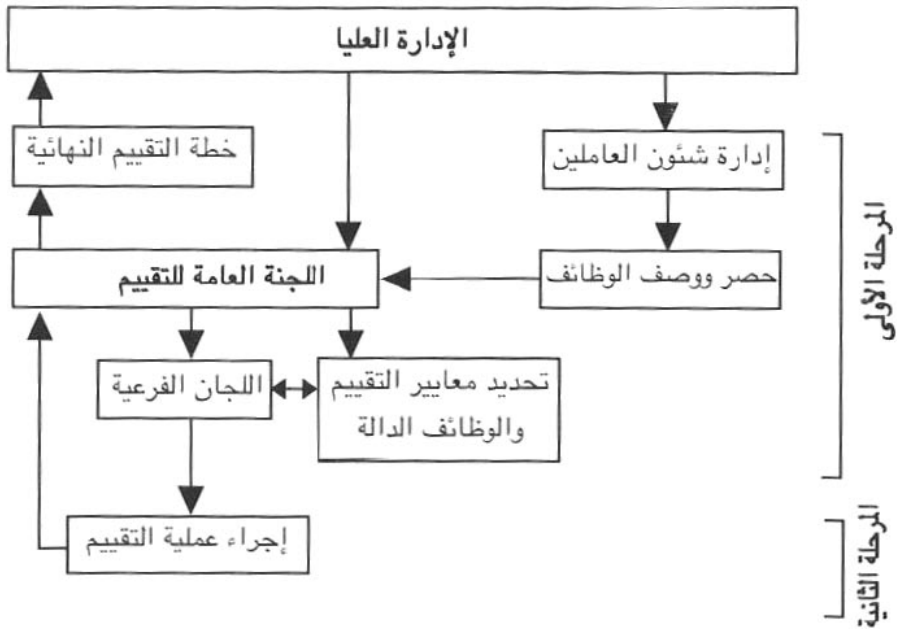 الإدارة العليا
إدارة شئون العاملين
خطة التقييم النهائية
حصر ووصف الوظائف
اللجنة العامة للتقييم
تحديد معايير التقييم
والوظائف الدالة
اللجان الفرعية
إجراء عملية التقييم
المرحلة الأولى
المرحلة الثانية